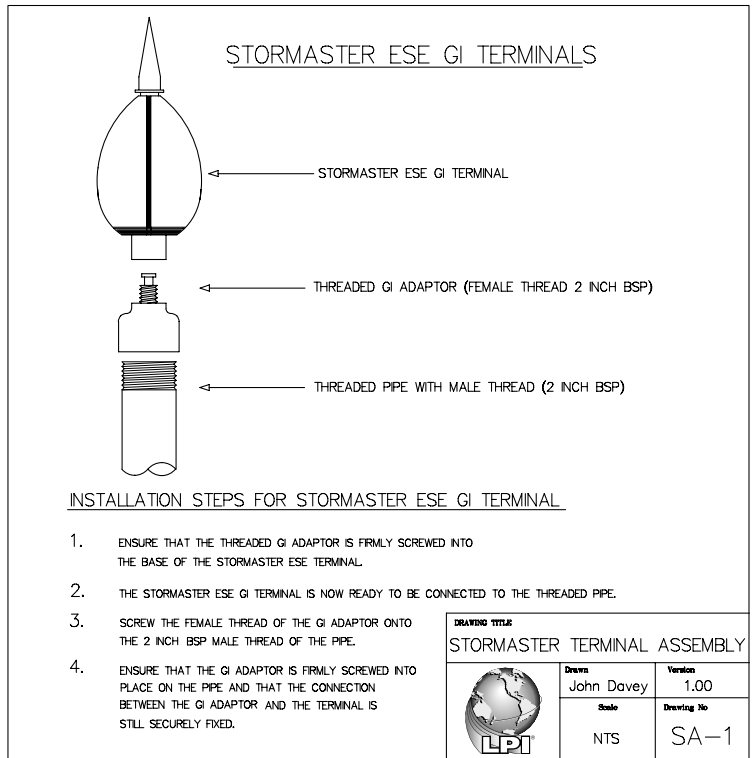 STORMASTER ESE GI TERMINALS
STORMASTER ESE GI TERMINAL
THREADED GI ADAPTOR (FEMALE THREAD 2 INCH BSP)
THREADED PIPE WITH MALE THREAD (2 INCH BSP)
INSTALLATION STEPS FOR STORMASTER ESE GI TERMINAL
1. ENSURE THAT THE THREADED GI ADAPTOR IS FIRMLY SCREWED INTO
THE BASE OF THE STORMASTER ESE TERMINAL.
2. THE STORMASTER ESE GI TERMINAL IS NOW READY TO BE CONNECTED TO THE THREADED PIPE.
3. SCREW THE FEMALE THREAD OF THE GI ADAPTOR ONTO
THE 2 INCH BSP MALE THREAD OF THE PIPE.
4. ENSURE THAT THE GI ADAPTOR IS FIRMLY SCREWED INTO
PLACE ON THE PIPE AND THAT THE CONNECTION
BETWEEN THE GI ADAPTOR AND THE TERMINAL IS
STILL SECURELY FIXED.
DRAWING TITLE
STORMASTER TERMINAL ASSEMBLY
LPI®
Drawn
John Davey
Version
1.00
Scale
NTS
Drawing No
SA-1